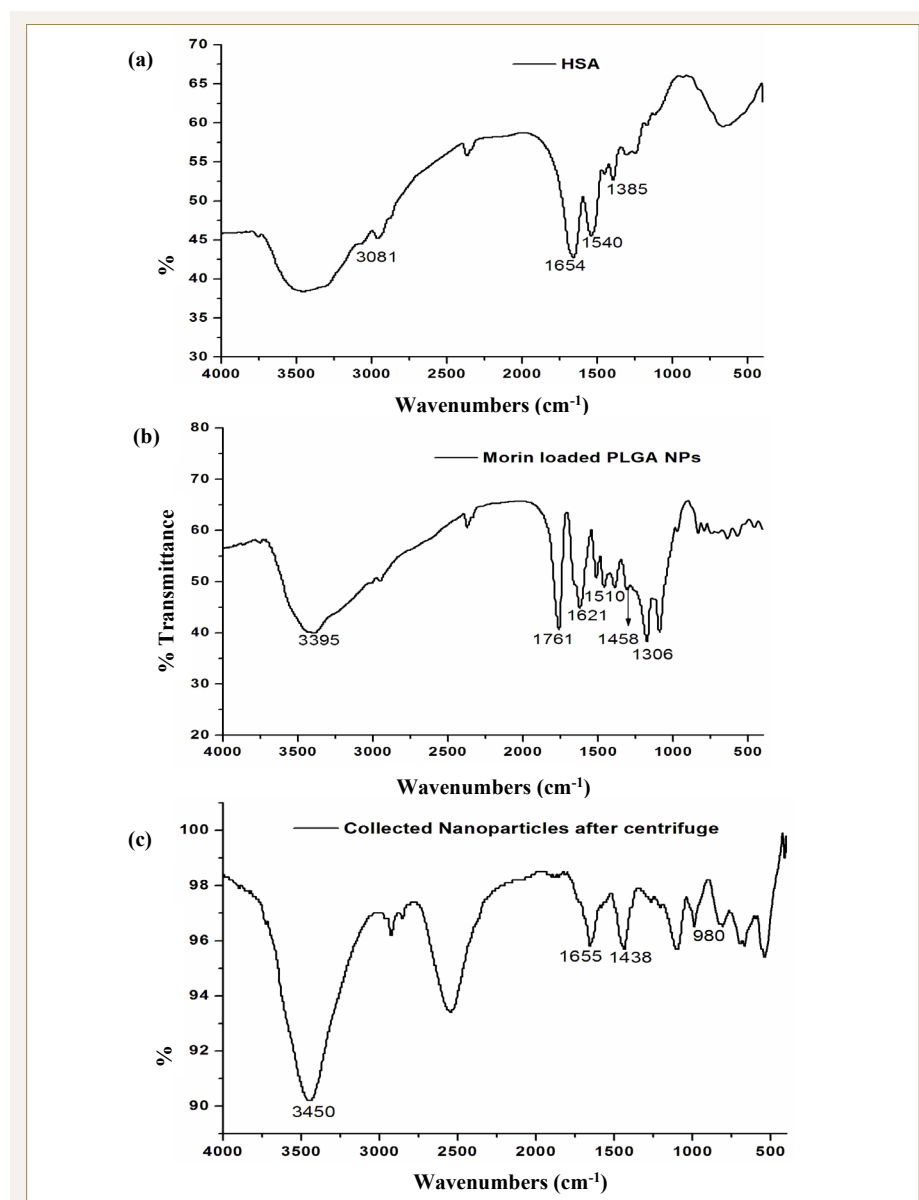 (a)
HSA
70
65
60
55
50
45
40
35
30
%
3081
1654
1540
1385
4000 3500 3000 2500 2000 1500 1000 500
Wavenumbers (cm-1)
(b)
Morin loaded PLGA NPs
80
70
60
50
40
30
20
% Transmittance
3395
1761
1621
1510
1458
1306
4000 3500 3000 2500 2000 1500 1000 500
Wavenumbers (cm-1)
(c)
Collected Nanoparticles after centrifuge
100
98
96
94
92
90
%
3450
1655
1438
980
4000 3500 3000 2500 2000 1500 1000 500
Wavenumbers (cm-1)